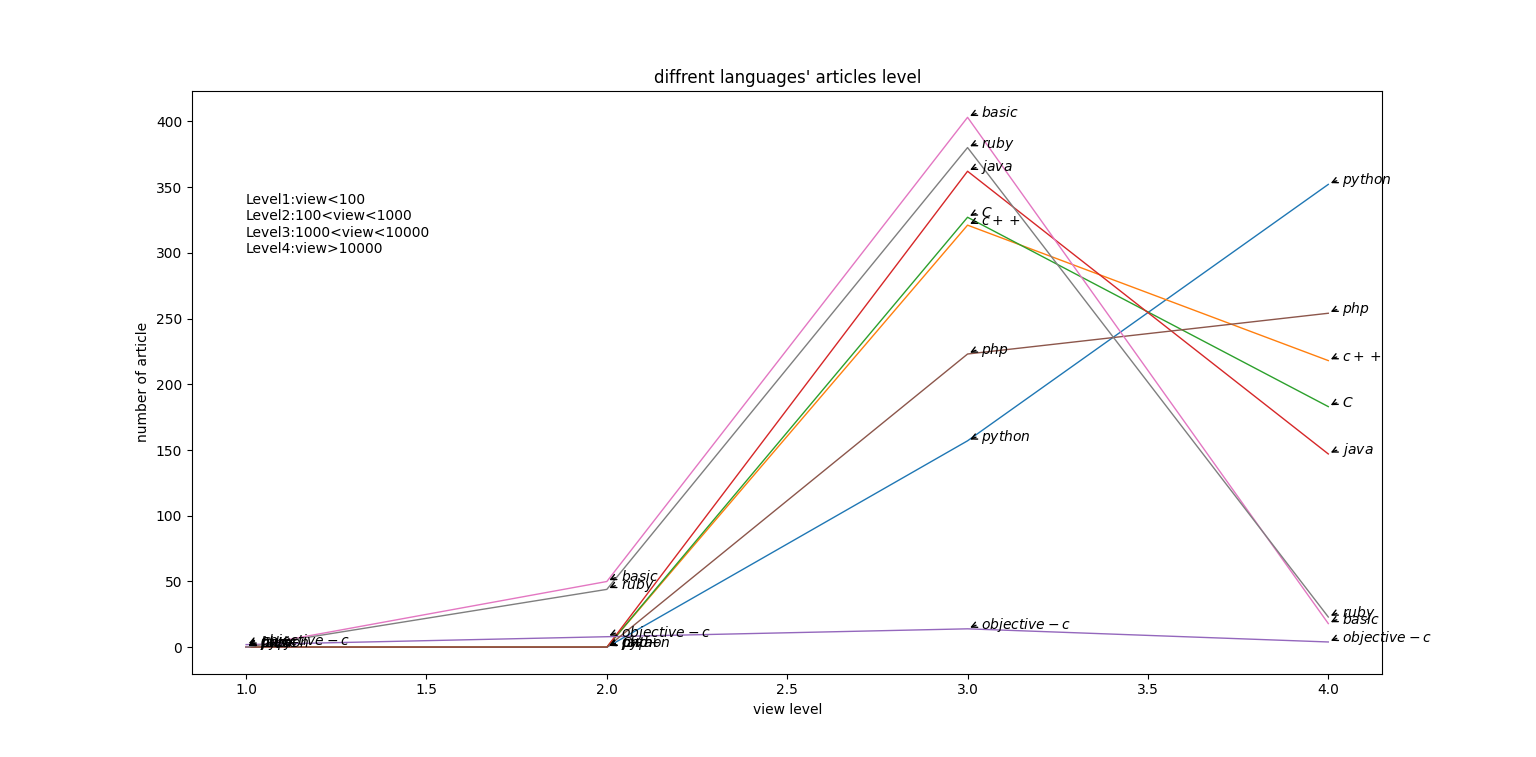 diffrent languages' articles level
400
350
300
250
200
150
100
50
0
number of article
Level1:view<100
Level2:100<view<1000
Level3:1000<view<10000
Level4:view>10000
basic
ruby
java
C
c++
php
python
objective-c
python
php
c++
C
java
ruby
basic
objective-c
basic
ruby
objective-c
python
objective-c
python
1.0 1.5 2.0 2.5 3.0 3.5 4.0
view level